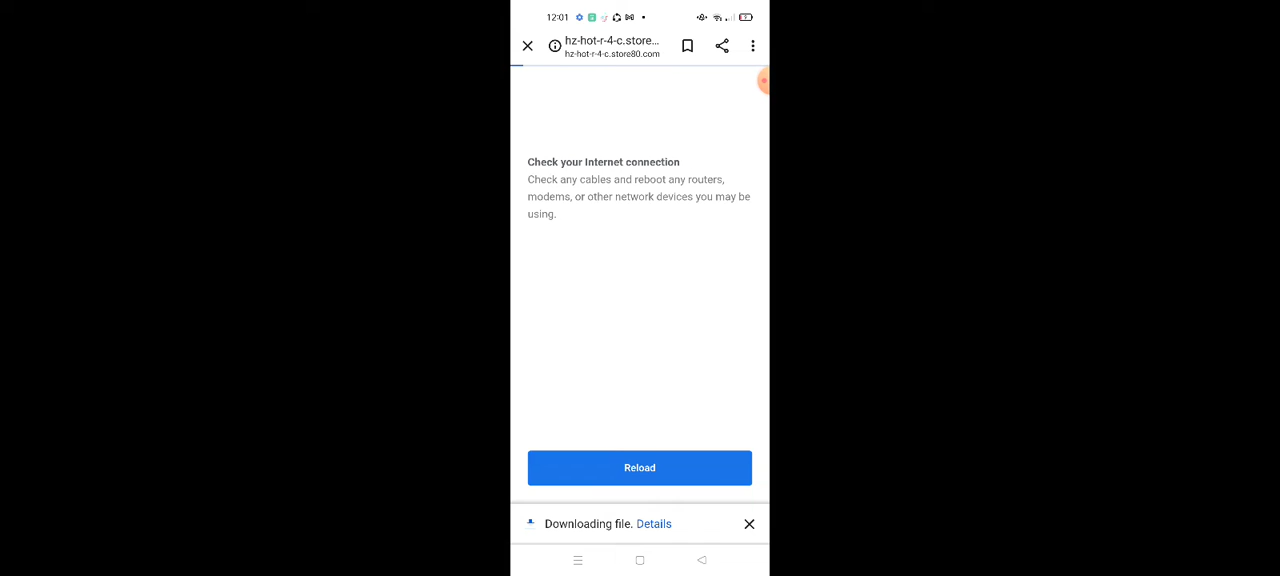 12:01
hz-hot-r-4-c.store...
hz-hot-r-4-c.store80.com
Check your Internet connection
Check any cables and reboot any routers,
modems, or other network devices you may be
using.
Reload
Downloading file. Details